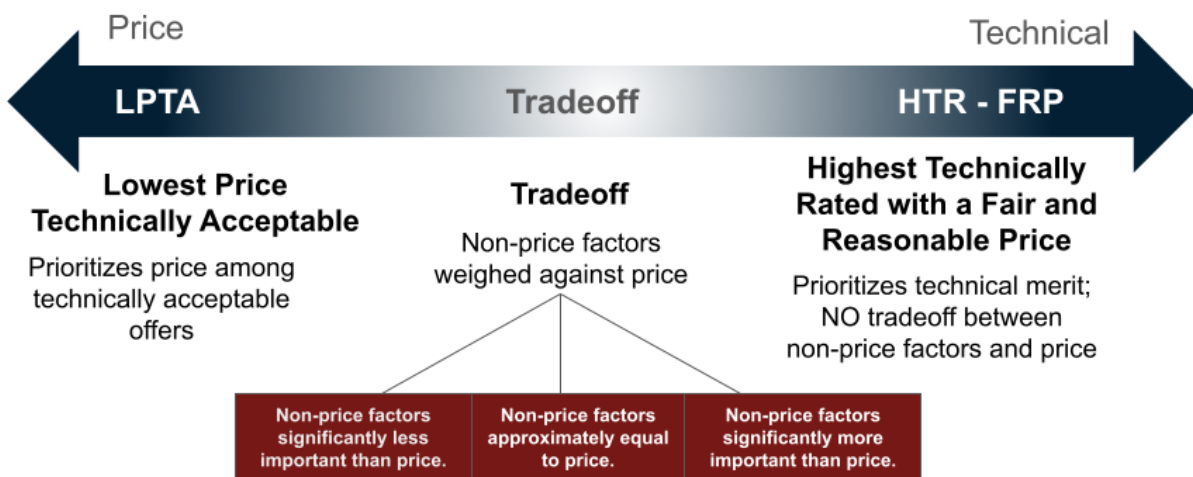 Price
Technical
LPTA
Tradeoff
HTR - FRP
Lowest Price
Technically Acceptable
Prioritizes price among
technically acceptable
offers
Tradeoff
Non-price factors
weighed against price
Highest Technically
Rated with a Fair and
Reasonable Price
Prioritizes technical merit;
NO tradeoff between
non-price factors and price
Non-price factors
significantly less
important than price.
Non-price factors
approximately equal
to price.
Non-price factors
significantly more
important than price.